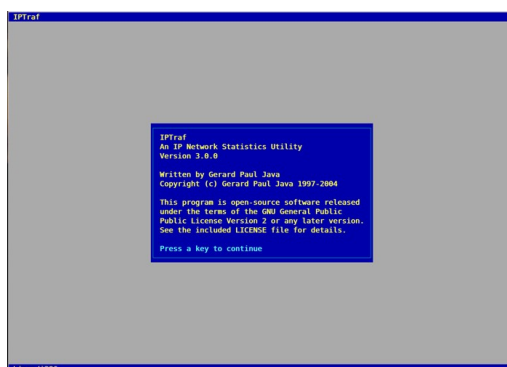 IPTraf
IPTraf
An IP Network Statistics Utility
Version 3.0.0
Written by Gerard Paul Java
Copyright (c) Gerard Paul Java 1997-2004
This program is open-source software released
under the terms of the GNU General Public
Public License Version 2 or any later version.
See the included LICENSE file for details.
Press a key to continue